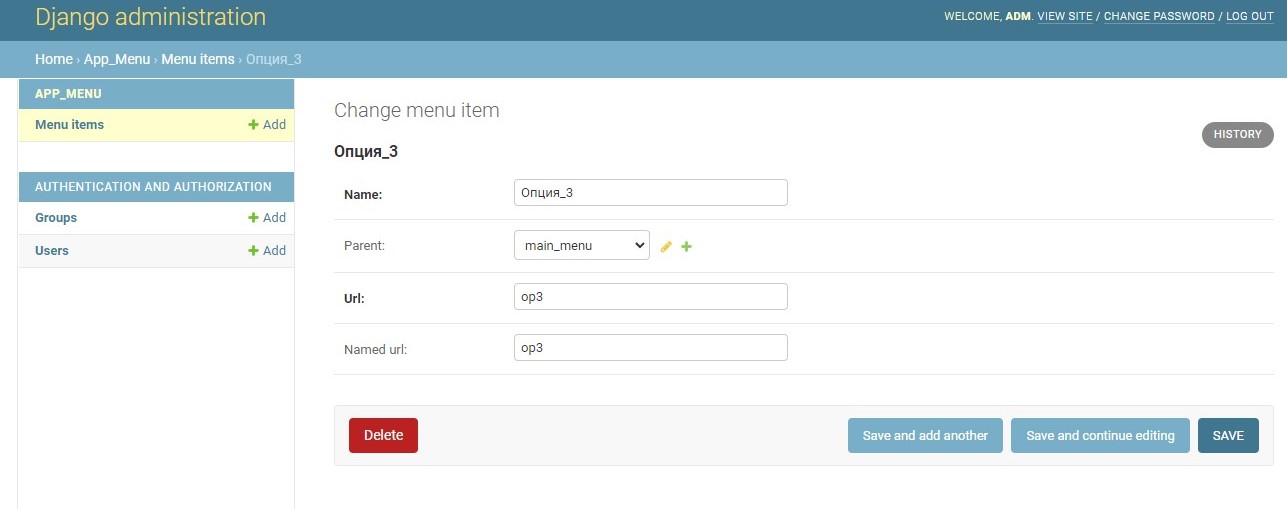 Django administration
WELCOME, ADM. VIEW SITE / CHANGE PASSWORD / LOG OUT
Home › App_Menu › Menu items › Опция_3
APP_MENU
Menu items + Add
AUTHENTICATION AND AUTHORIZATION
Groups + Add
Users + Add
Change menu item
HISTORY
Опция_3
Name: Опция_3
Parent: main_menu
Url: op3
Named url: op3
Delete Save and add another Save and continue editing SAVE